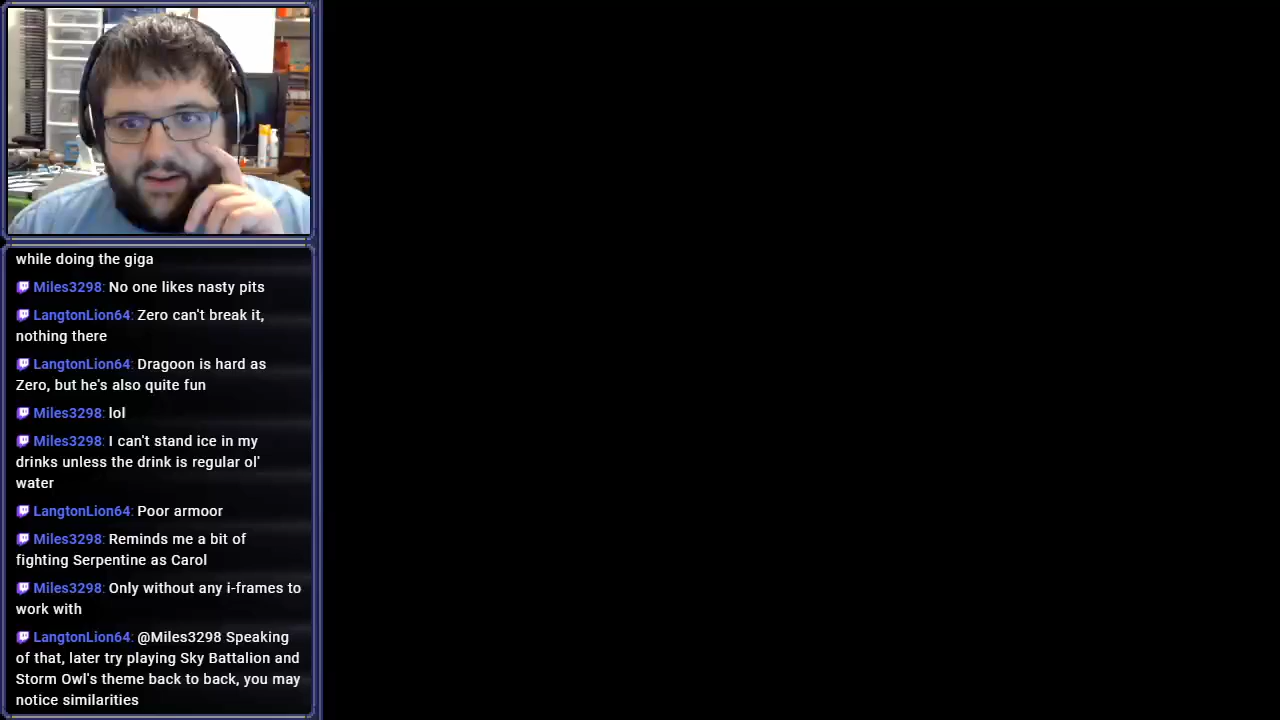 while doing the giga
Miles3298: No one likes nasty pits
LangtonLion64: Zero can't break it,
nothing there
LangtonLion64: Dragoon is hard as
Zero, but he's also quite fun
Miles3298: lol
Miles3298: I can't stand ice in my
drinks unless the drink is regular ol'
water
LangtonLion64: Poor armoor
Miles3298: Reminds me a bit of
fighting Serpentine as Carol
Miles3298: Only without any i-frames to
work with
LangtonLion64: @Miles3298 Speaking
of that, later try playing Sky Battalion and
Storm Owl's theme back to back, you may
notice similarities